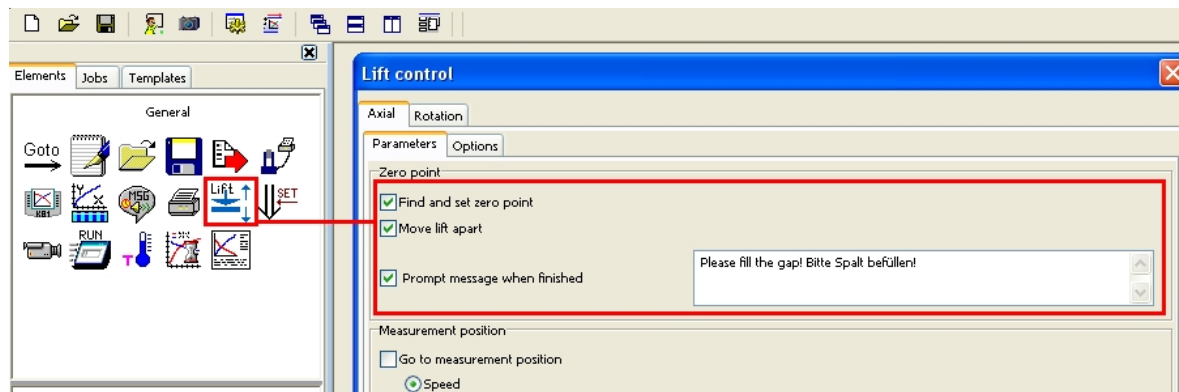 Elements Jobs Templates
General
Goto
MSG
Lift
SET
KB1
RUN
T
Lift control
Axial Rotation
Parameters Options
Zero point
Find and set zero point
Move lift apart
Prompt message when finished
Please fill the gap! Bitte Spalt befüllen!
Measurement position
Go to measurement position
Speed